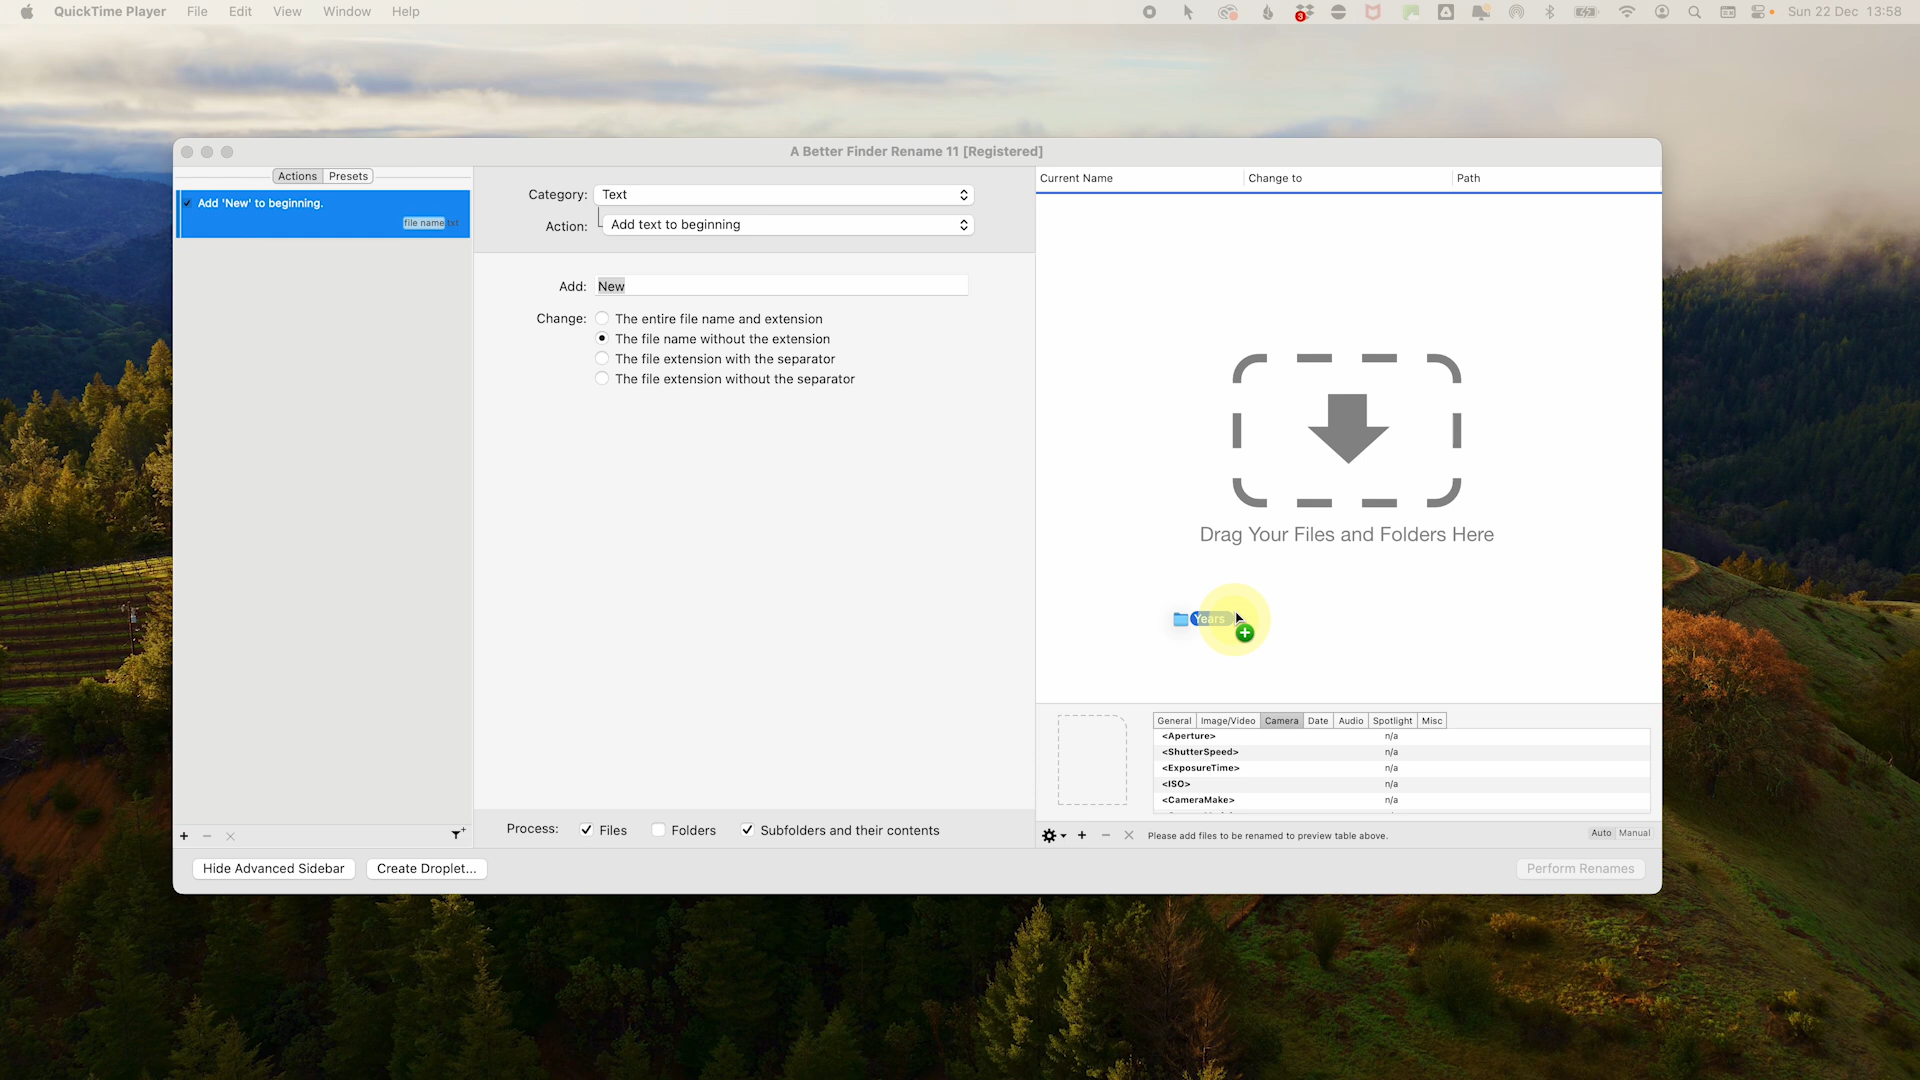 QuickTime Player File Edit View Window Help
3
Sun 22 Dec 13:58
A Better Finder Rename 11 [Registered]
Actions Presets
Add 'New' to beginning.
file name.txt
Category: Text
Action: Add text to beginning
Add: New
Change: The entire file name and extension
The file name without the extension
The file extension with the separator
The file extension without the separator
Current Name Change to Path
Drag Your Files and Folders Here
Years
General Image/Video Camera Date Audio Spotlight Misc
<Aperture> n/a
<ShutterSpeed> n/a
<ExposureTime> n/a
<ISO> n/a
<CameraMake> n/a
Process: Files Folders Subfolders and their contents
Please add files to be renamed to preview table above.
Auto Manual
Hide Advanced Sidebar Create Droplet... Perform Renames